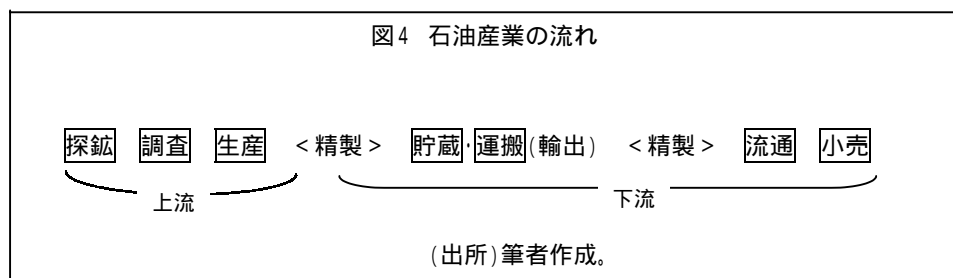 図4 石油産業の流れ
探鉱 調査 生産 <精製> 貯蔵・運搬(輸出) <精製> 流通 小売
上流 下流
(出所)筆者作成。